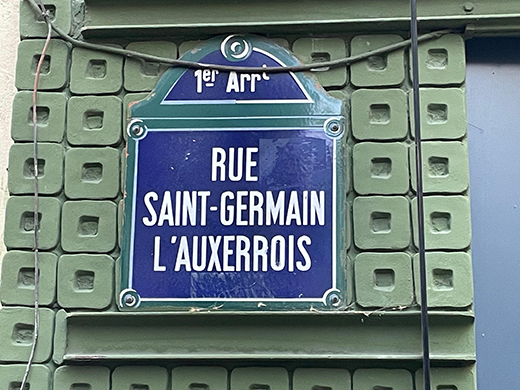 1er Arrt
RUE
SAINT-GERMAIN
L'AUXERROIS